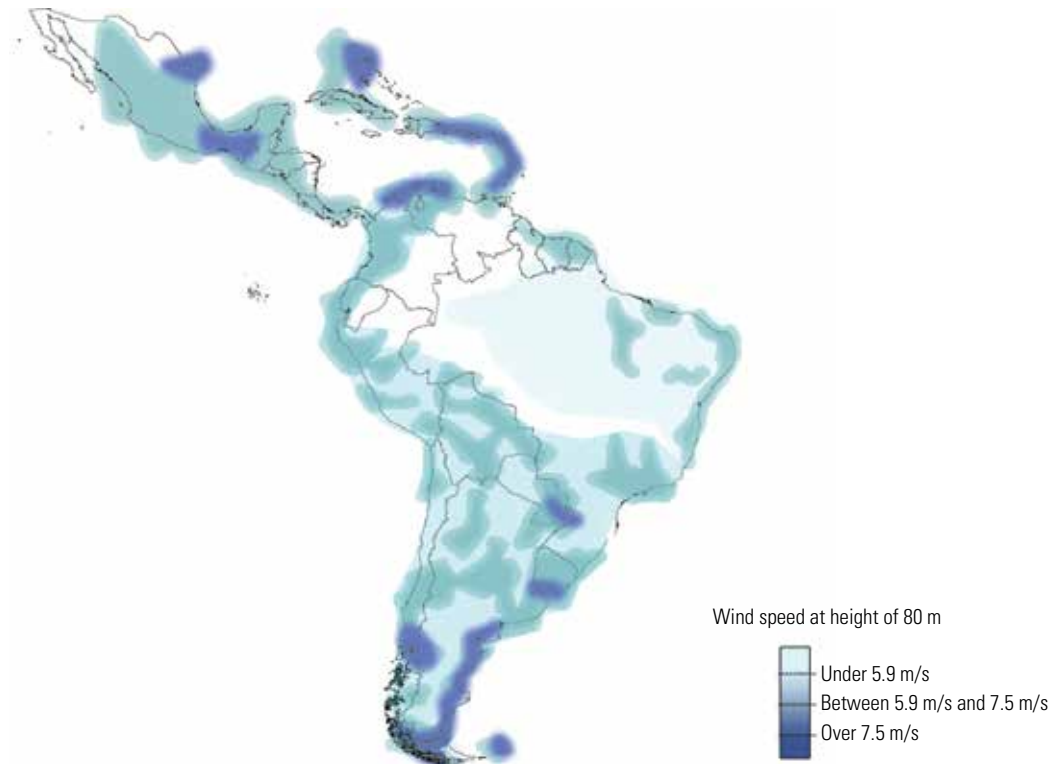 Wind speed at height of 80 m
Under 5.9 m/s
Between 5.9 m/s and 7.5 m/s
Over 7.5 m/s